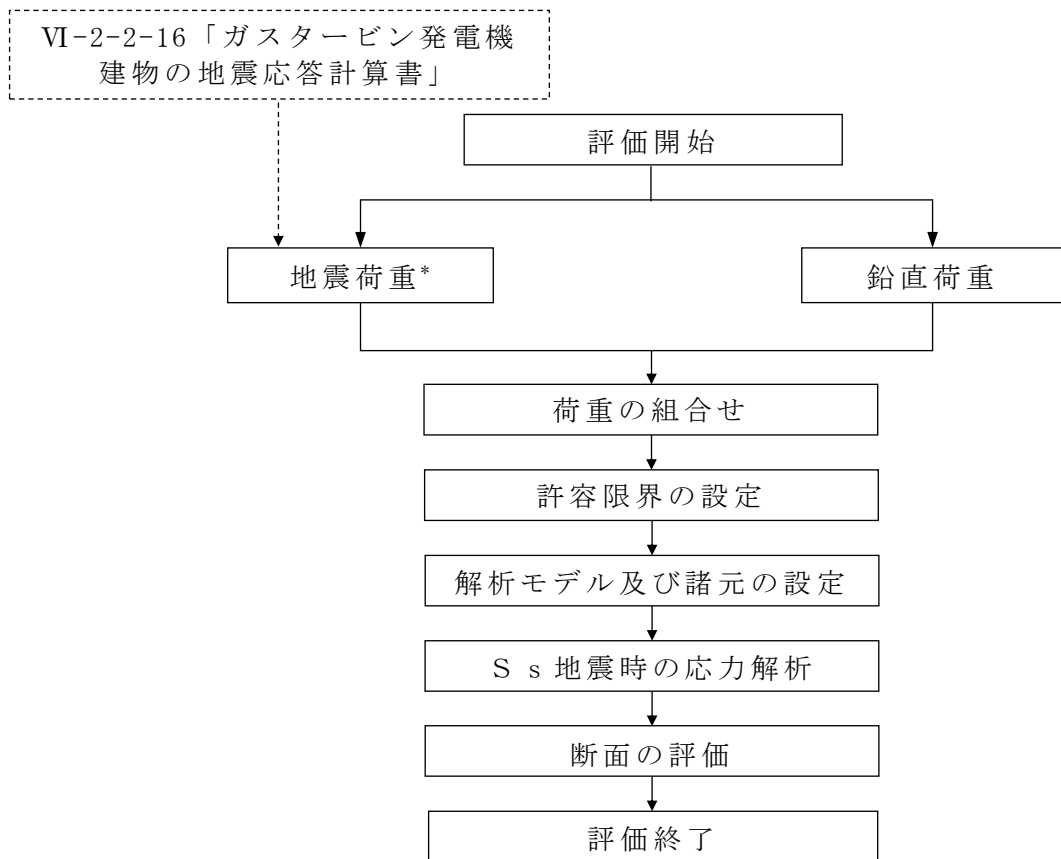 Ⅵ-2-2-16「ガスタービン発電機
建物の地震応答計算書」
評価開始
地震荷重*
鉛直荷重
荷重の組合せ
許容限界の設定
解析モデル及び諸元の設定
Ｓｓ地震時の応力解析
断面の評価
評価終了